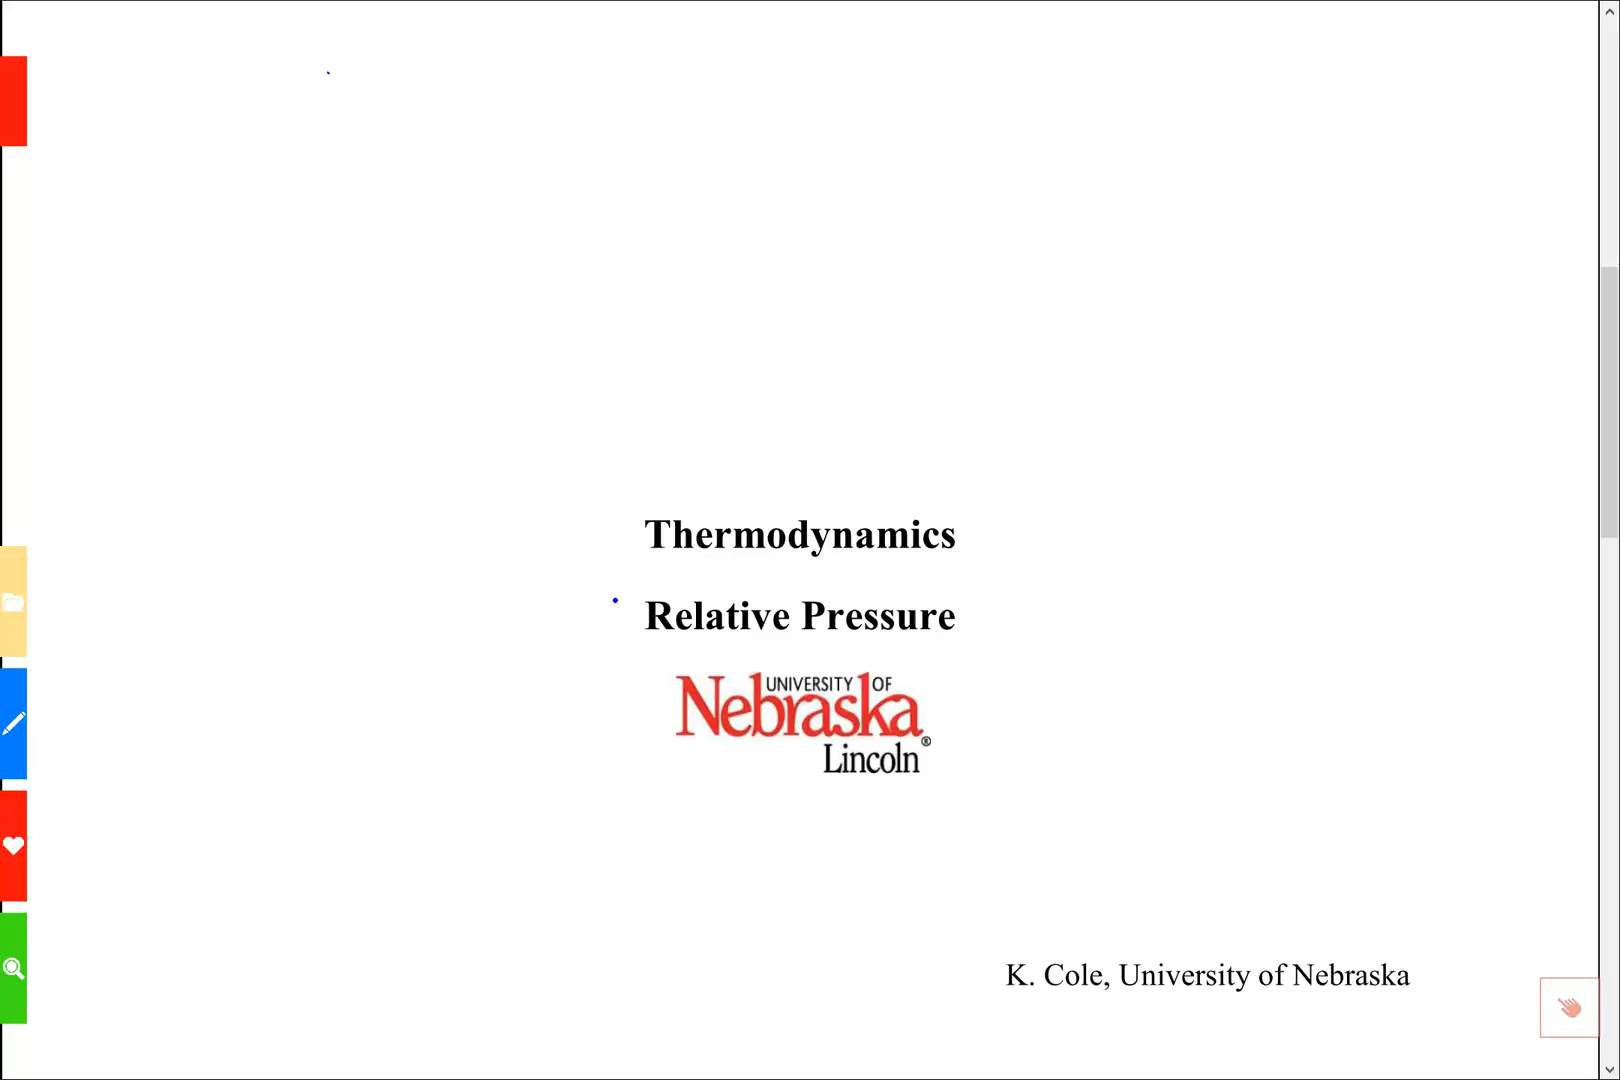 Thermodynamics
Relative Pressure
UNIVERSITY OF
Nebraska
Lincoln®
K. Cole, University of Nebraska